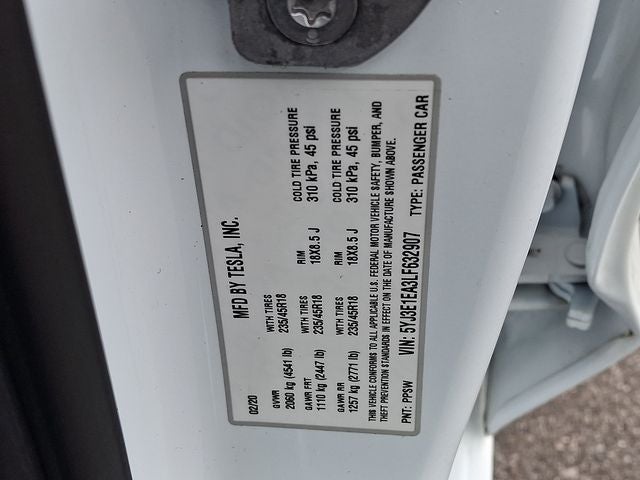 MFD BY TESLA, INC.
02/20
GVWR WITH TIRES RIM COLD TIRE PRESSURE
2060 kg (4541 lb) 235/45R18 18X8.5 J 310 kPa, 45 psi
GAWR FRT WITH TIRES RIM COLD TIRE PRESSURE
1110 kg (2447 lb) 235/45R18 18X8.5 J 310 kPa, 45 psi
GAWR RR WITH TIRES
1257 kg (2771 lb) 235/45R18
THIS VEHICLE CONFORMS TO ALL APPLICABLE U.S. FEDERAL MOTOR VEHICLE SAFETY, BUMPER, AND
THEFT PREVENTION STANDARDS IN EFFECT ON THE DATE OF MANUFACTURE SHOWN ABOVE.
PNT: PPSW VIN: 5YJ3E1EA3LF632907 TYPE: PASSENGER CAR